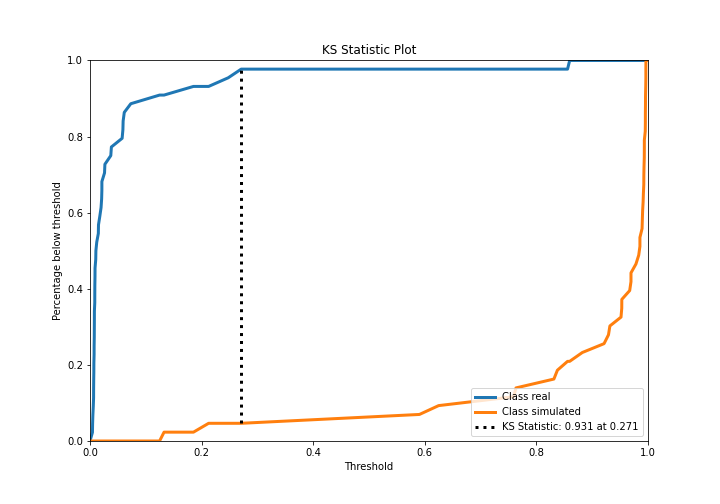 KS Statistic Plot
1.0
0.8
0.6
0.4
0.2
0.0
Percentage below threshold
0.0 0.2 0.4 0.6 0.8 1.0
Threshold
Class real
Class simulated
KS Statistic: 0.931 at 0.271